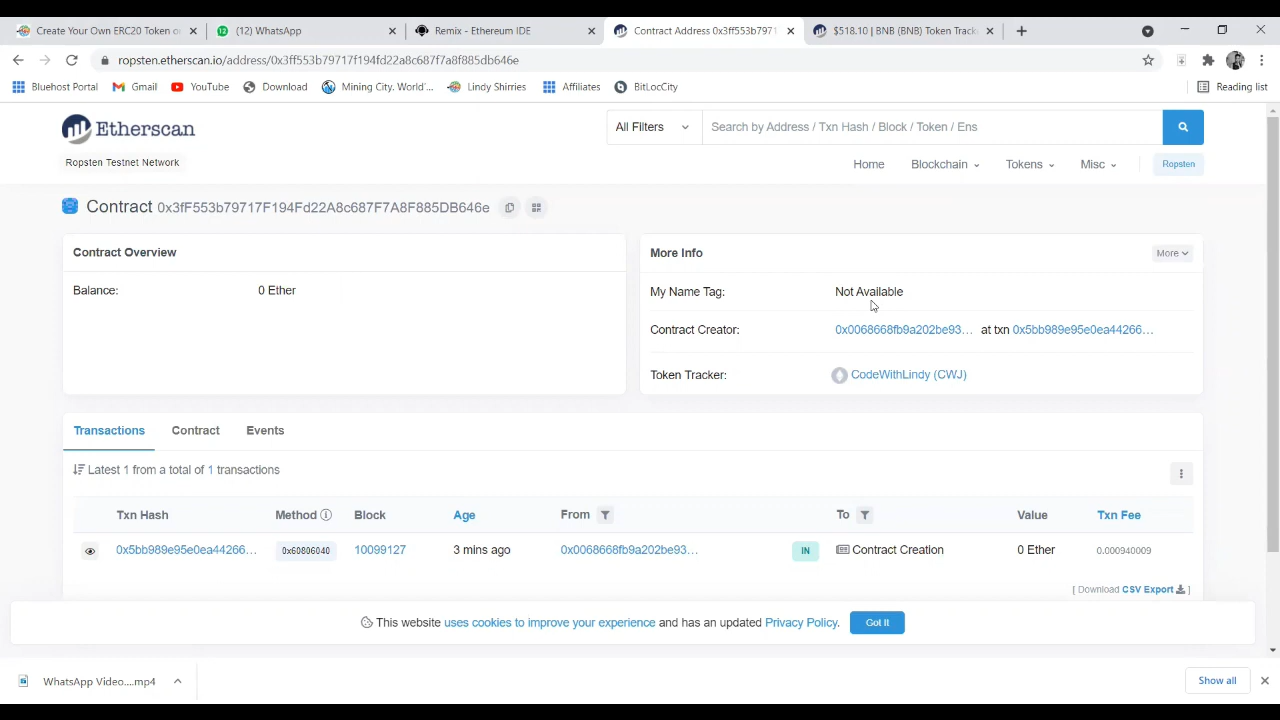 Create Your Own ERC20 Token o
(12) WhatsApp
Remix - Ethereum IDE
Contract Address 0x3ff553b7971
$518.10 | BNB (BNB) Token Track
ropsten.etherscan.io/address/0x3ff553b79717f194fd22a8c687f7a8f885db646e
Bluehost Portal
Gmail
YouTube
Download
Mining City. World'...
Lindy Shirries
Affiliates
BitLocCity
Reading list
Etherscan
All Filters
Search by Address / Txn Hash / Block / Token / Ens
Ropsten Testnet Network
Home
Blockchain
Tokens
Misc
Ropsten
Contract 0x3fF553b79717F194Fd22A8c687F7A8F885DB646e
Contract Overview
Balance:
0 Ether
More Info
More
My Name Tag:
Not Available
Contract Creator:
0x0068668fb9a202be93... at txn 0x5bb989e95e0ea44266...
Token Tracker:
CodeWithLindy (CWJ)
Transactions
Contract
Events
Latest 1 from a total of 1 transactions
Txn Hash
Method
Block
Age
From
To
Value
Txn Fee
0x5bb989e95e0ea44266...
0x60806040
10099127
3 mins ago
0x0068668fb9a202be93...
IN
Contract Creation
0 Ether
0.000940009
[ Download CSV Export ]
This website uses cookies to improve your experience and has an updated Privacy Policy.
Got It
WhatsApp Video....mp4
Show all